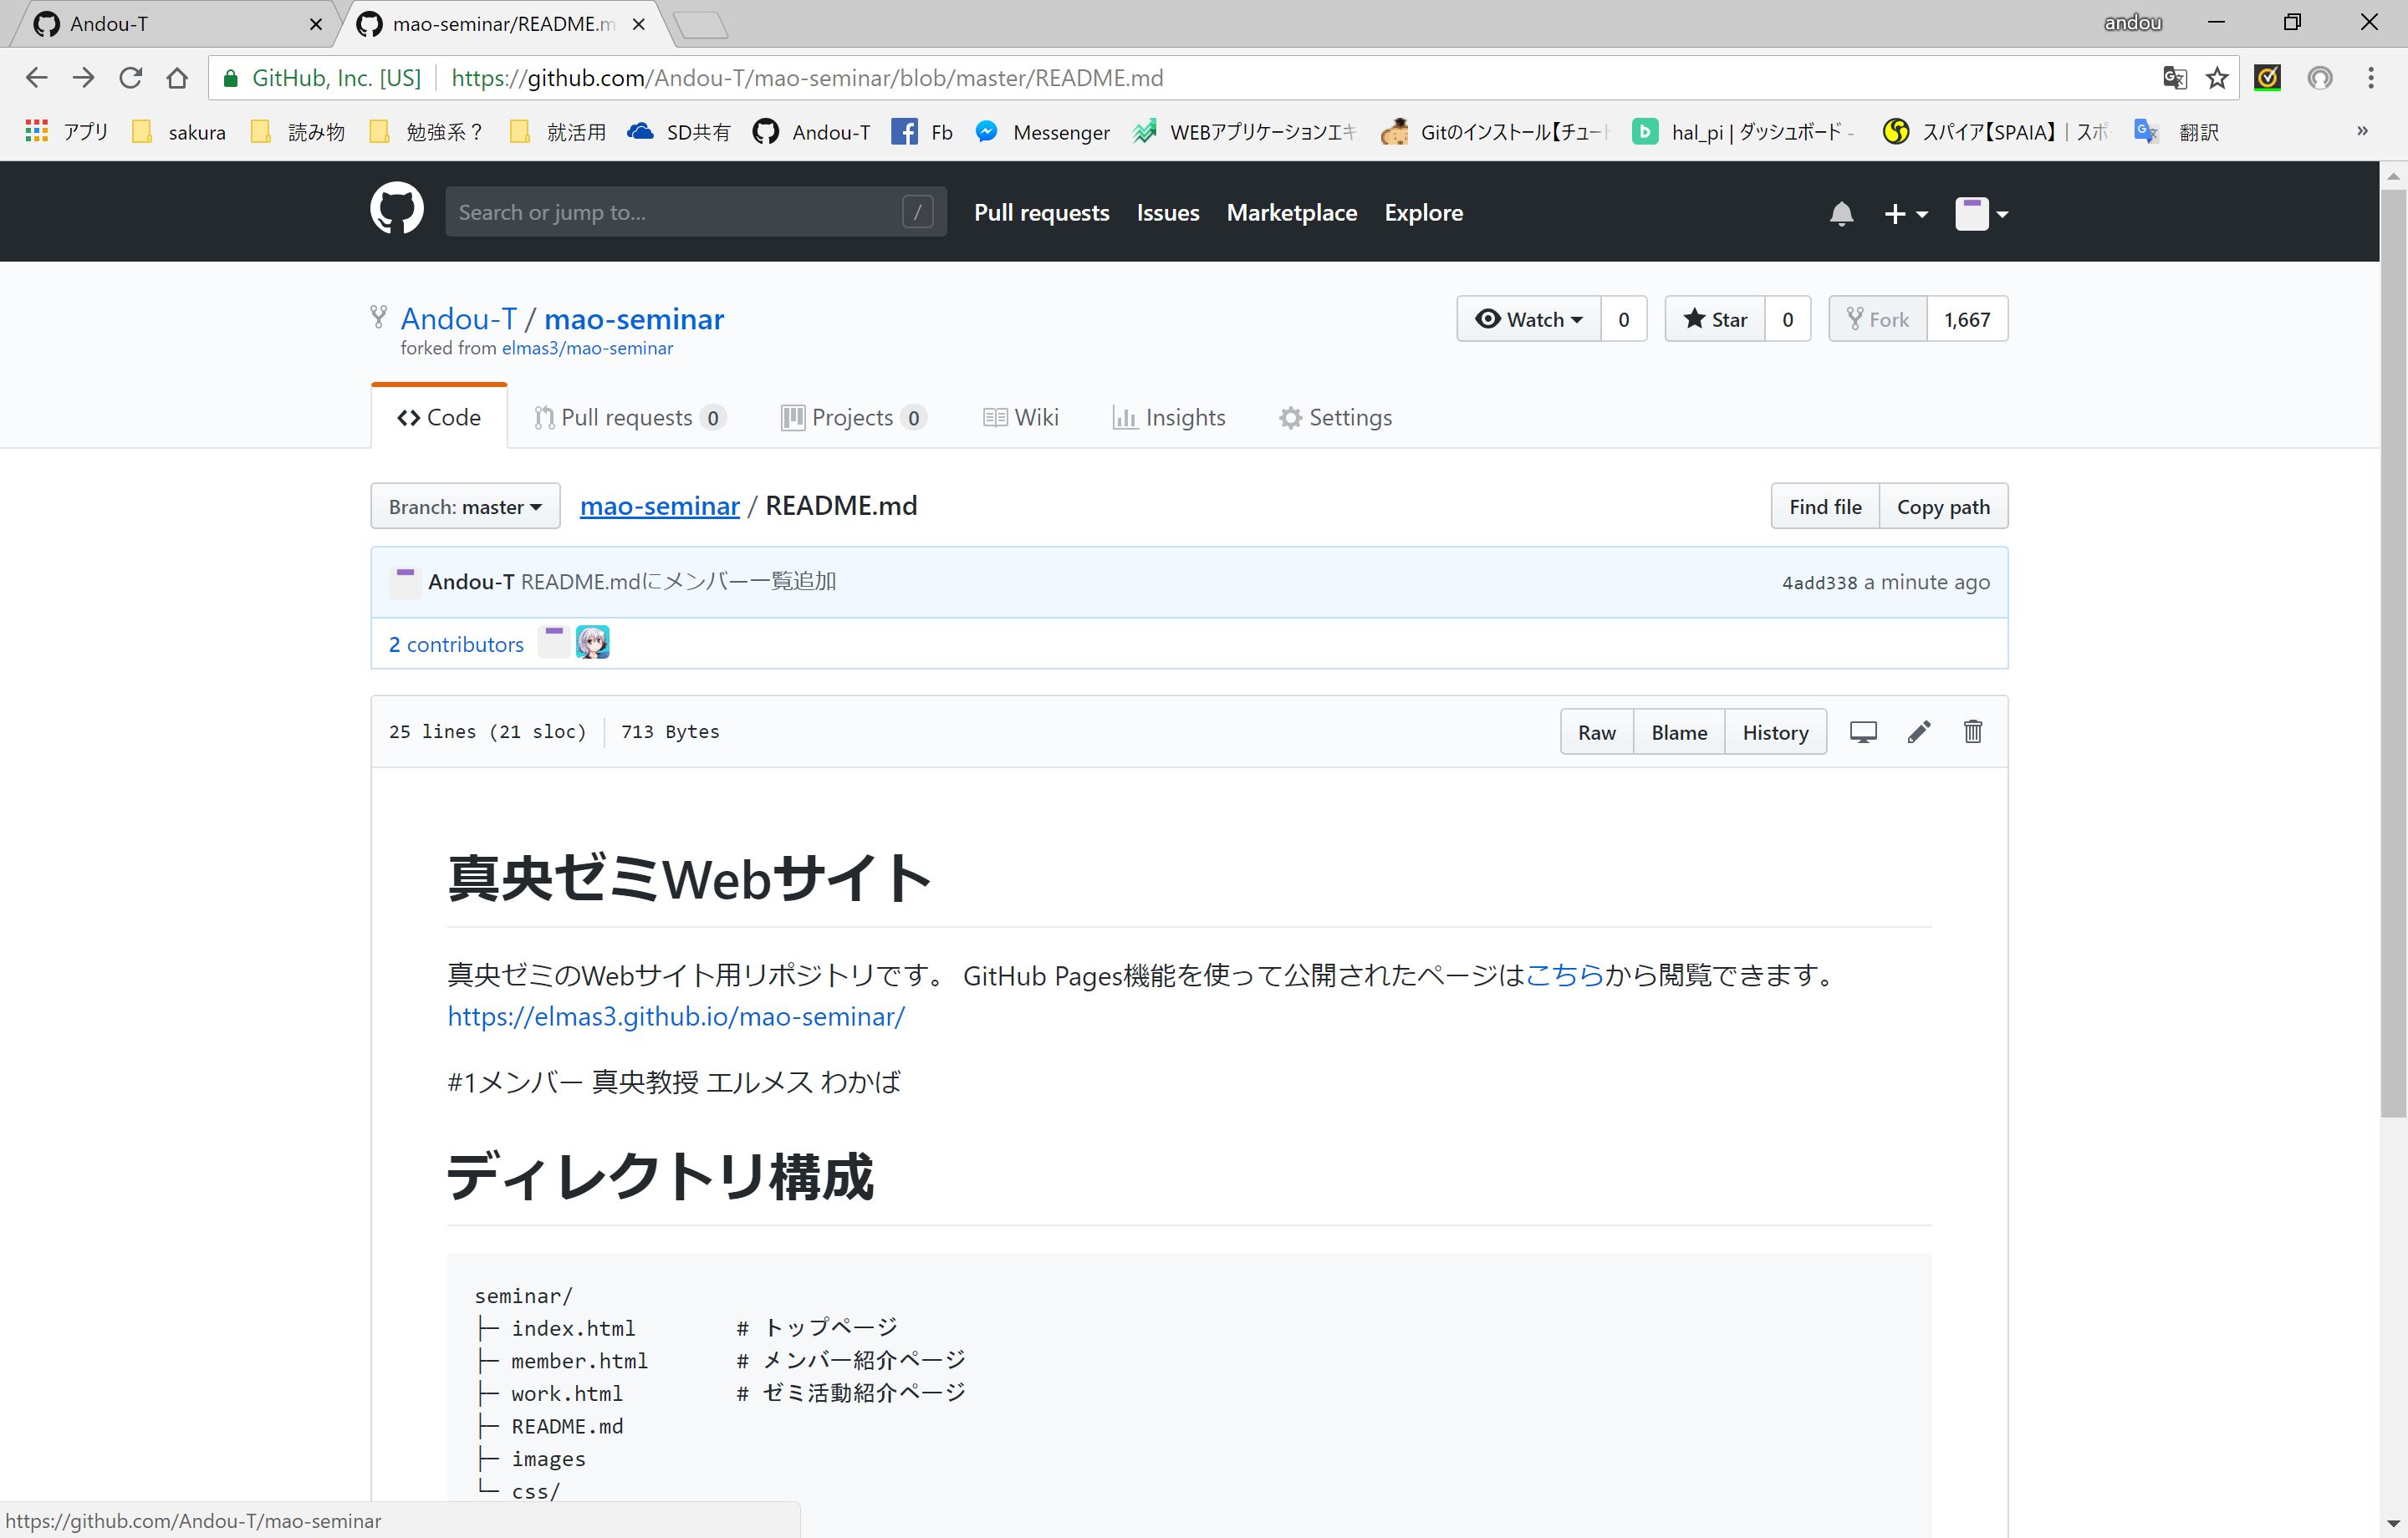 Andou-T
mao-seminar/README.m
andou
GitHub, Inc. [US] https://github.com/Andou-T/mao-seminar/blob/master/README.md
アプリ sakura 読み物 勉強系？ 就活用 SD共有 Andou-T Fb Messenger WEBアプリケーションエキ Gitのインストール【チュート hal_pi | ダッシュボード - スパイア【SPAIA】 | スポ 翻訳 »
Search or jump to... / Pull requests Issues Marketplace Explore
Andou-T / mao-seminar
Watch 0 Star 0 Fork 1,667
forked from elmas3/mao-seminar
Code Pull requests 0 Projects 0 Wiki Insights Settings
Branch: master mao-seminar / README.md Find file Copy path
Andou-T README.mdにメンバー一覧追加 4add338 a minute ago
2 contributors
25 lines (21 sloc) 713 Bytes Raw Blame History
真央ゼミWebサイト
真央ゼミのWebサイト用リポジトリです。 GitHub Pages機能を使って公開されたページはこちらから閲覧できます。
https://elmas3.github.io/mao-seminar/
#1メンバー 真央教授 エルメス わかば
ディレクトリ構成
seminar/
├─ index.html # トップページ
├─ member.html # メンバー紹介ページ
├─ work.html # ゼミ活動紹介ページ
├─ README.md
├─ images
└─ css/
https://github.com/Andou-T/mao-seminar